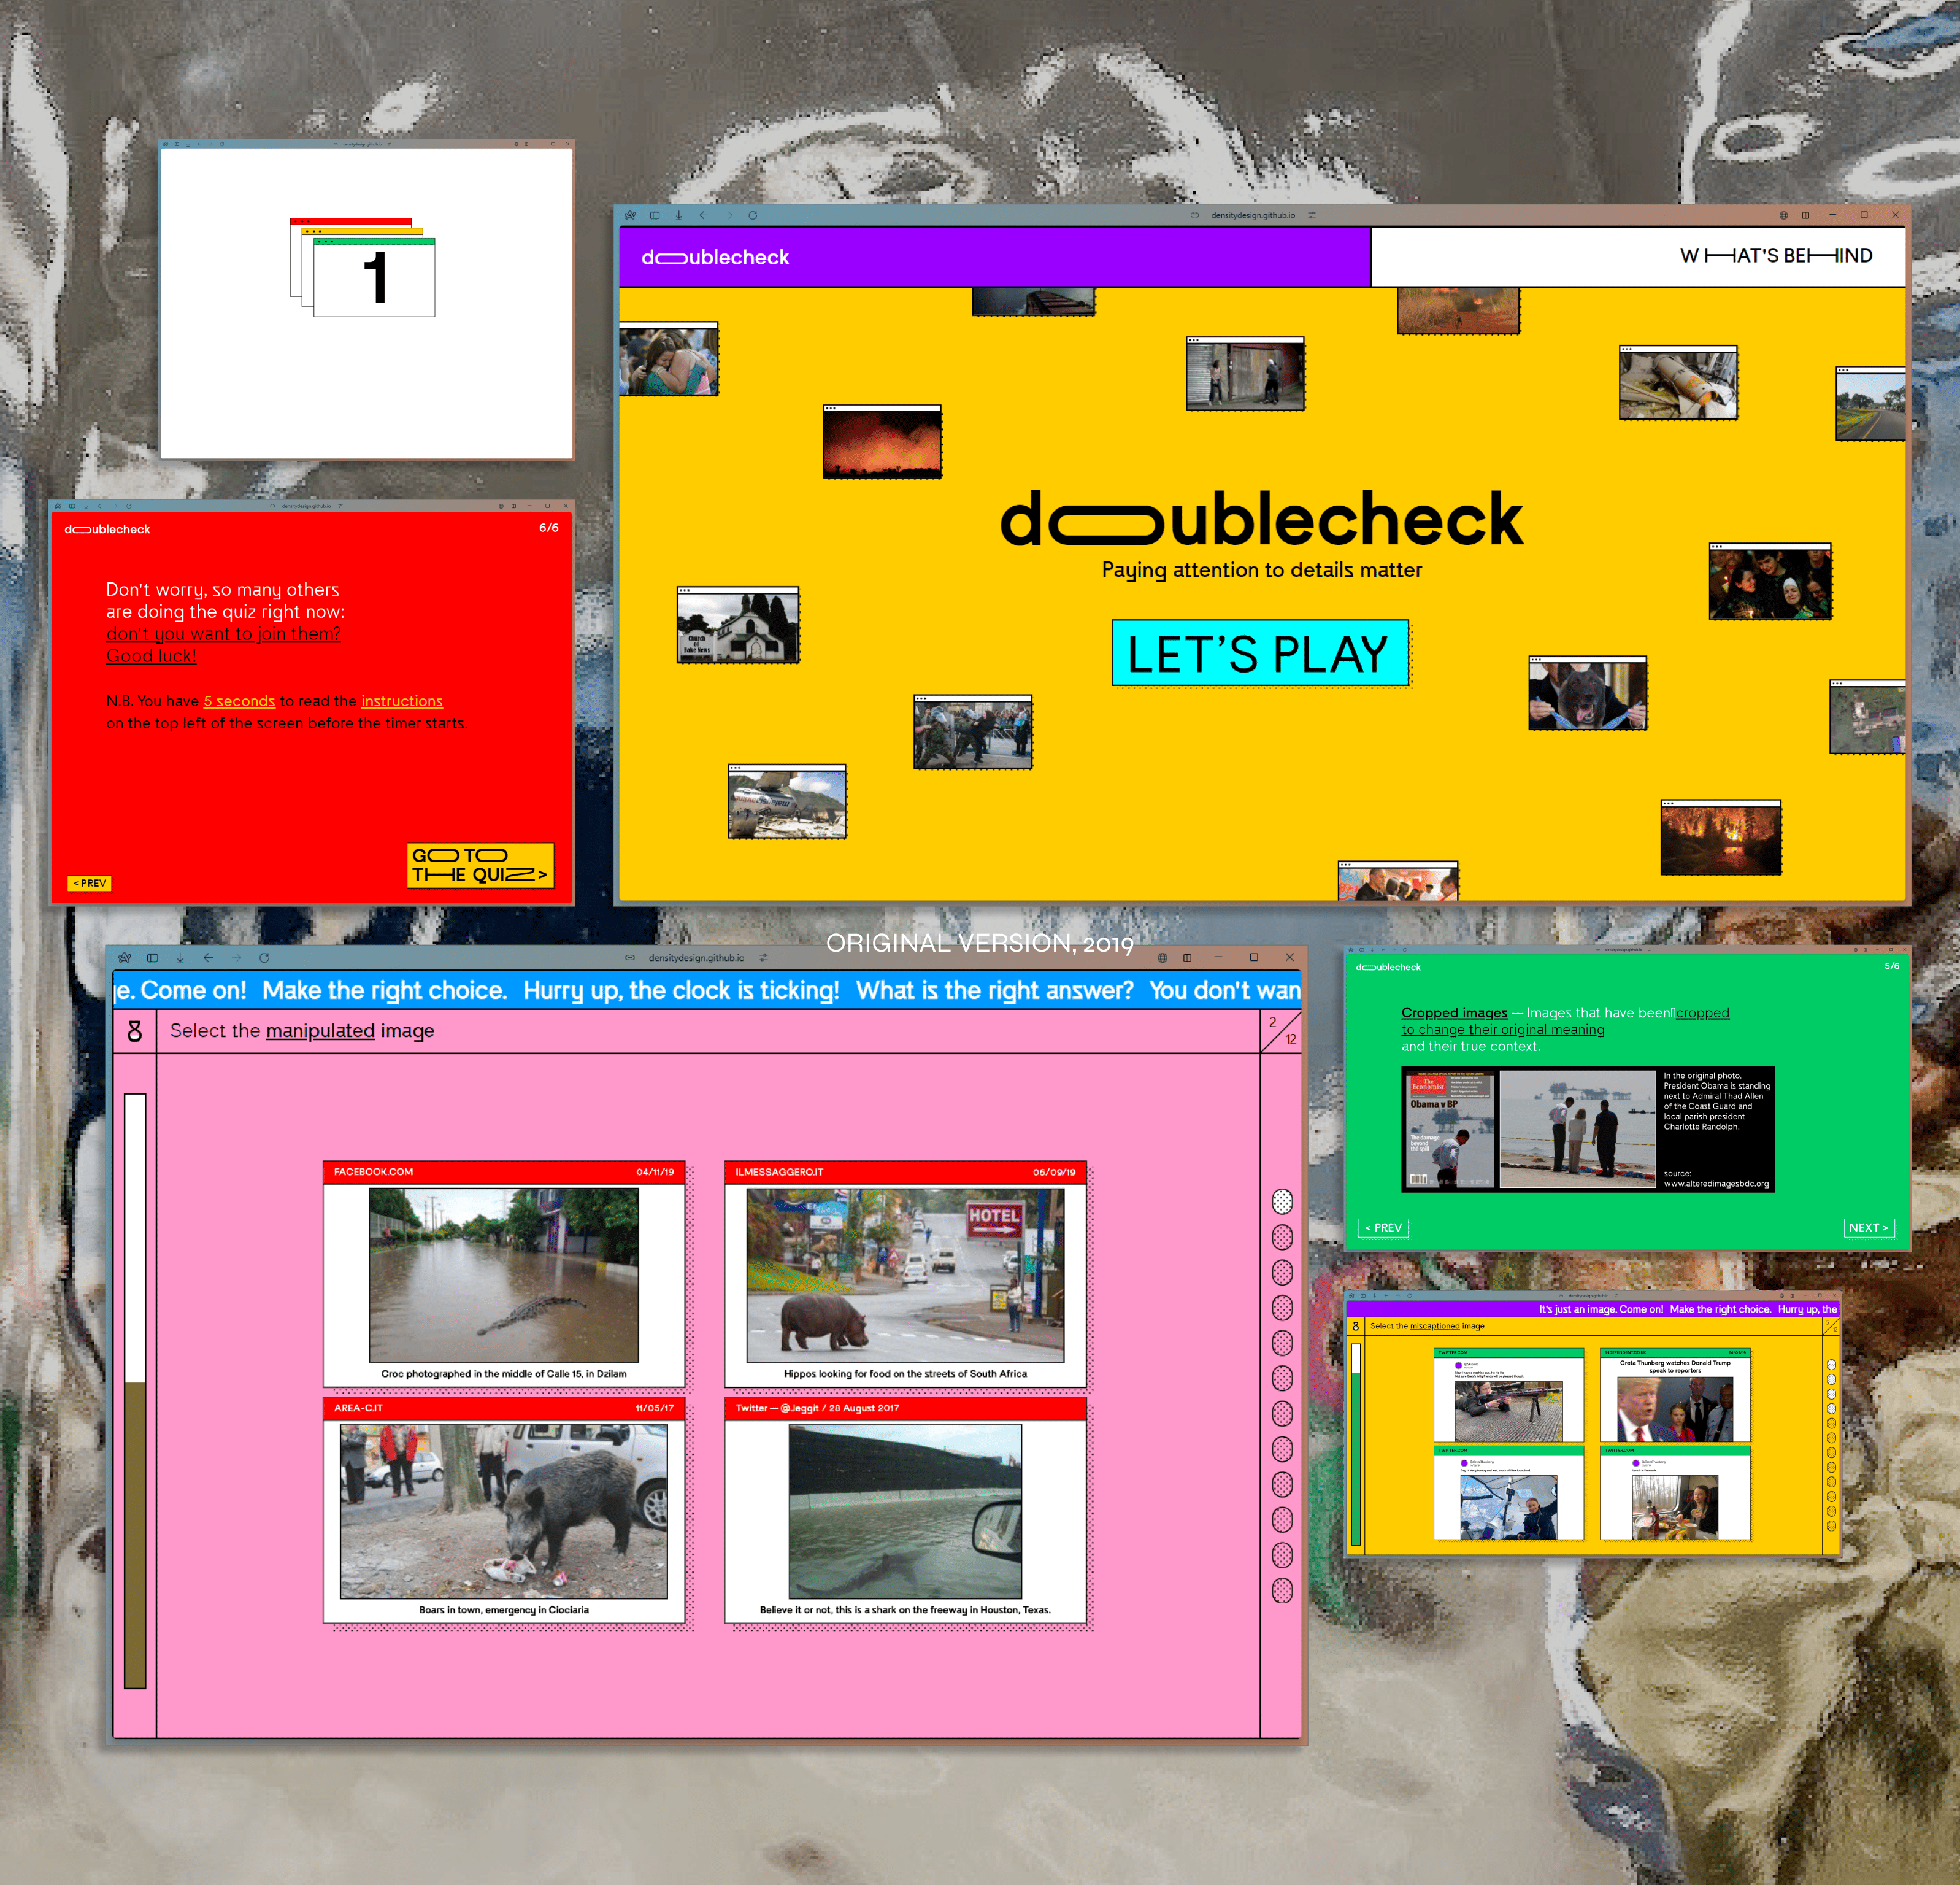 densitydesign.github.io
1
densitydesign.github.io
doublecheck
WHAT'S BEHIND
Church
of
Fake News
doublecheck
Paying attention to details matter
LET'S PLAY
densitydesign.github.io
doublecheck
6/6
Don't worry, so many others
are doing the quiz right now:
don't you want to join them?
Good luck!
N.B. You have 5 seconds to read the instructions
on the top left of the screen before the timer starts.
< PREV
GO TO
THE QUIZ >
ORIGINAL VERSION, 2019
densitydesign.github.io
e. Come on! Make the right choice. Hurry up, the clock is ticking! What is the right answer? You don't wan
Select the manipulated image
2
12
FACEBOOK.COM
04/11/19
Croc photographed in the middle of Calle 15, in Dzilam
ILMESSAGGERO.IT
06/09/19
HOTEL
Hippos looking for food on the streets of South Africa
AREA-C.IT
11/05/17
Boars in town, emergency in Ciociaria
Twitter — @Jeggit / 28 August 2017
Believe it or not, this is a shark on the freeway in Houston, Texas.
densitydesign.github.io
doublecheck
5/6
Cropped images — Images that have been cropped
to change their original meaning
and their true context.
The
Economist
Obama v BP
The damage
beyond
the spill
In the original photo,
President Obama is standing
next to Admiral Thad Allen
of the Coast Guard and
local parish president
Charlotte Randolph.
source:
www.alteredimagesbdc.org
< PREV
NEXT >
densitydesign.github.io
It's just an image. Come on! Make the right choice. Hurry up, the
Select the miscaptioned image
TWITTER.COM
INDEPENDENT.CO.UK
Greta Thunberg watches Donald Trump
speak to reporters
TWITTER.COM
TWITTER.COM